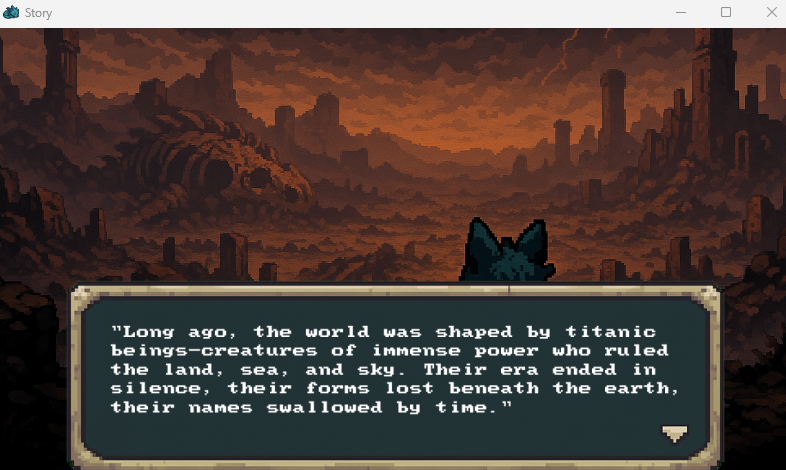 Story
"Long ago, the world was shaped by titanic
beings—creatures of immense power who ruled
the land, sea, and sky. Their era ended in
silence, their forms lost beneath the earth,
their names swallowed by time."